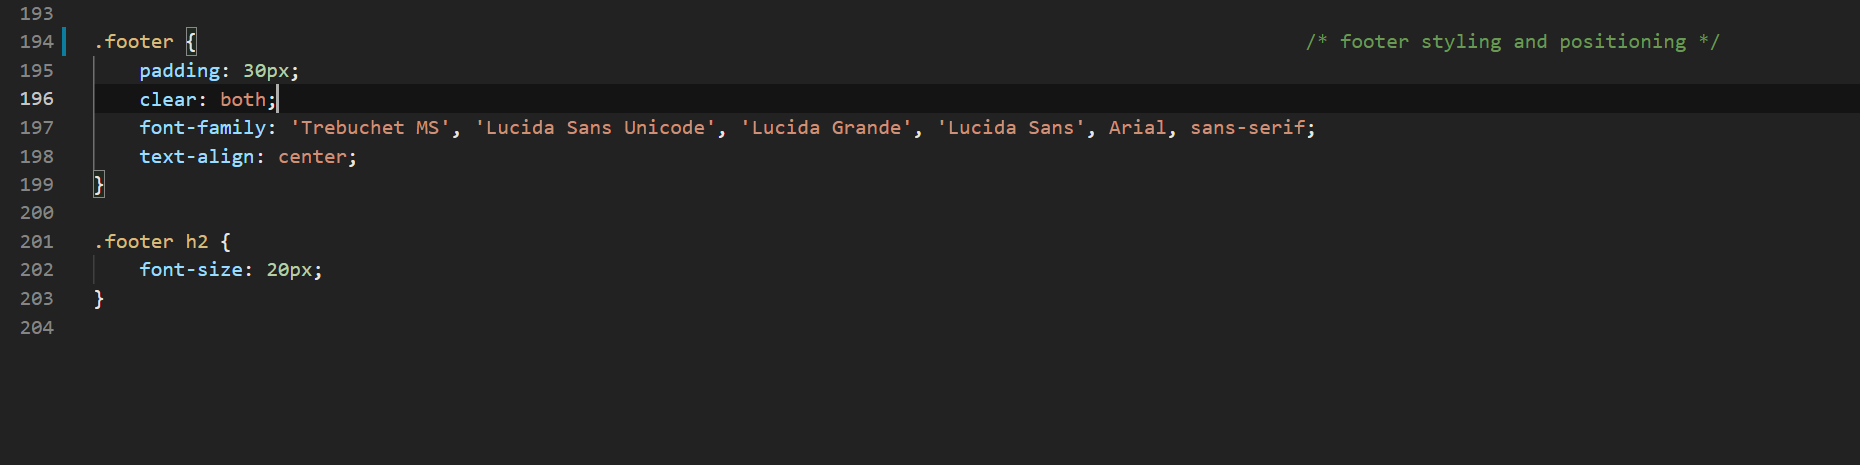 193
194 .footer { /* footer styling and positioning */
195 padding: 30px;
196 clear: both;
197 font-family: 'Trebuchet MS', 'Lucida Sans Unicode', 'Lucida Grande', 'Lucida Sans', Arial, sans-serif;
198 text-align: center;
199 }
200
201 .footer h2 {
202 font-size: 20px;
203 }
204